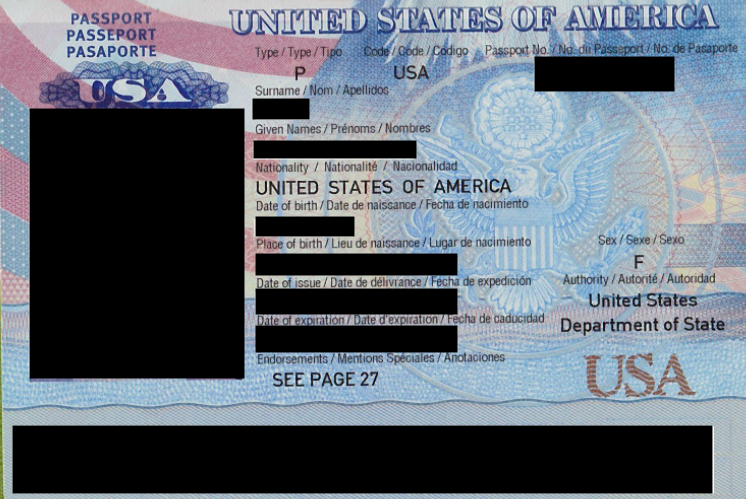 PASSPORT
PASSEPORT
PASAPORTE
USA
UNITED STATES OF AMERICA
Type / Type / Tipo Code / Code / Codigo Passport No. / No. du Passeport / No. de Pasaporte
P USA
Surname / Nom / Apellidos
Given Names / Prénoms / Nombres
Nationality / Nationalité / Nacionalidad
UNITED STATES OF AMERICA
Date of birth / Date de naissance / Fecha de nacimiento
Place of birth / Lieu de naissance / Lugar de nacimiento Sex / Sexe / Sexo
F
Date of issue / Date de délivrance / Fecha de expedición Authority / Autorité / Autoridad
United States
Date of expiration / Date d'expiration / Fecha de caducidad Department of State
Endorsements / Mentions Spéciales / Anotaciones
SEE PAGE 27
USA